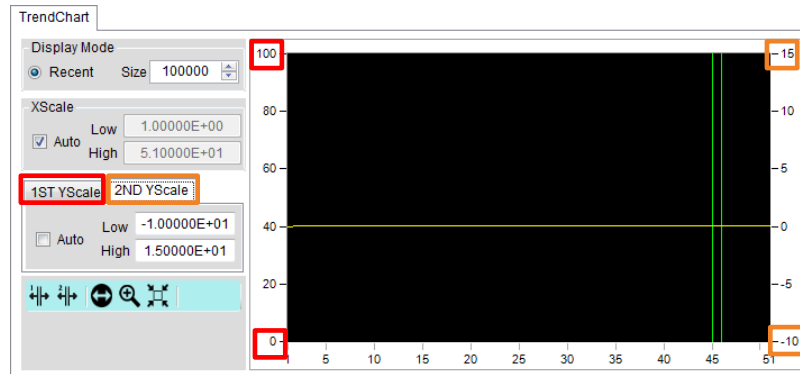 TrendChart
Display Mode
Recent Size 100000
XScale
Auto
Low 1.00000E+00
High 5.10000E+01
1ST YScale 2ND YScale
Auto
Low -1.00000E+01
High 1.50000E+01
1 2
100
80
60
40
20
0
15
10
5
0
-5
-10
1 5 10 15 20 25 30 35 40 45 51